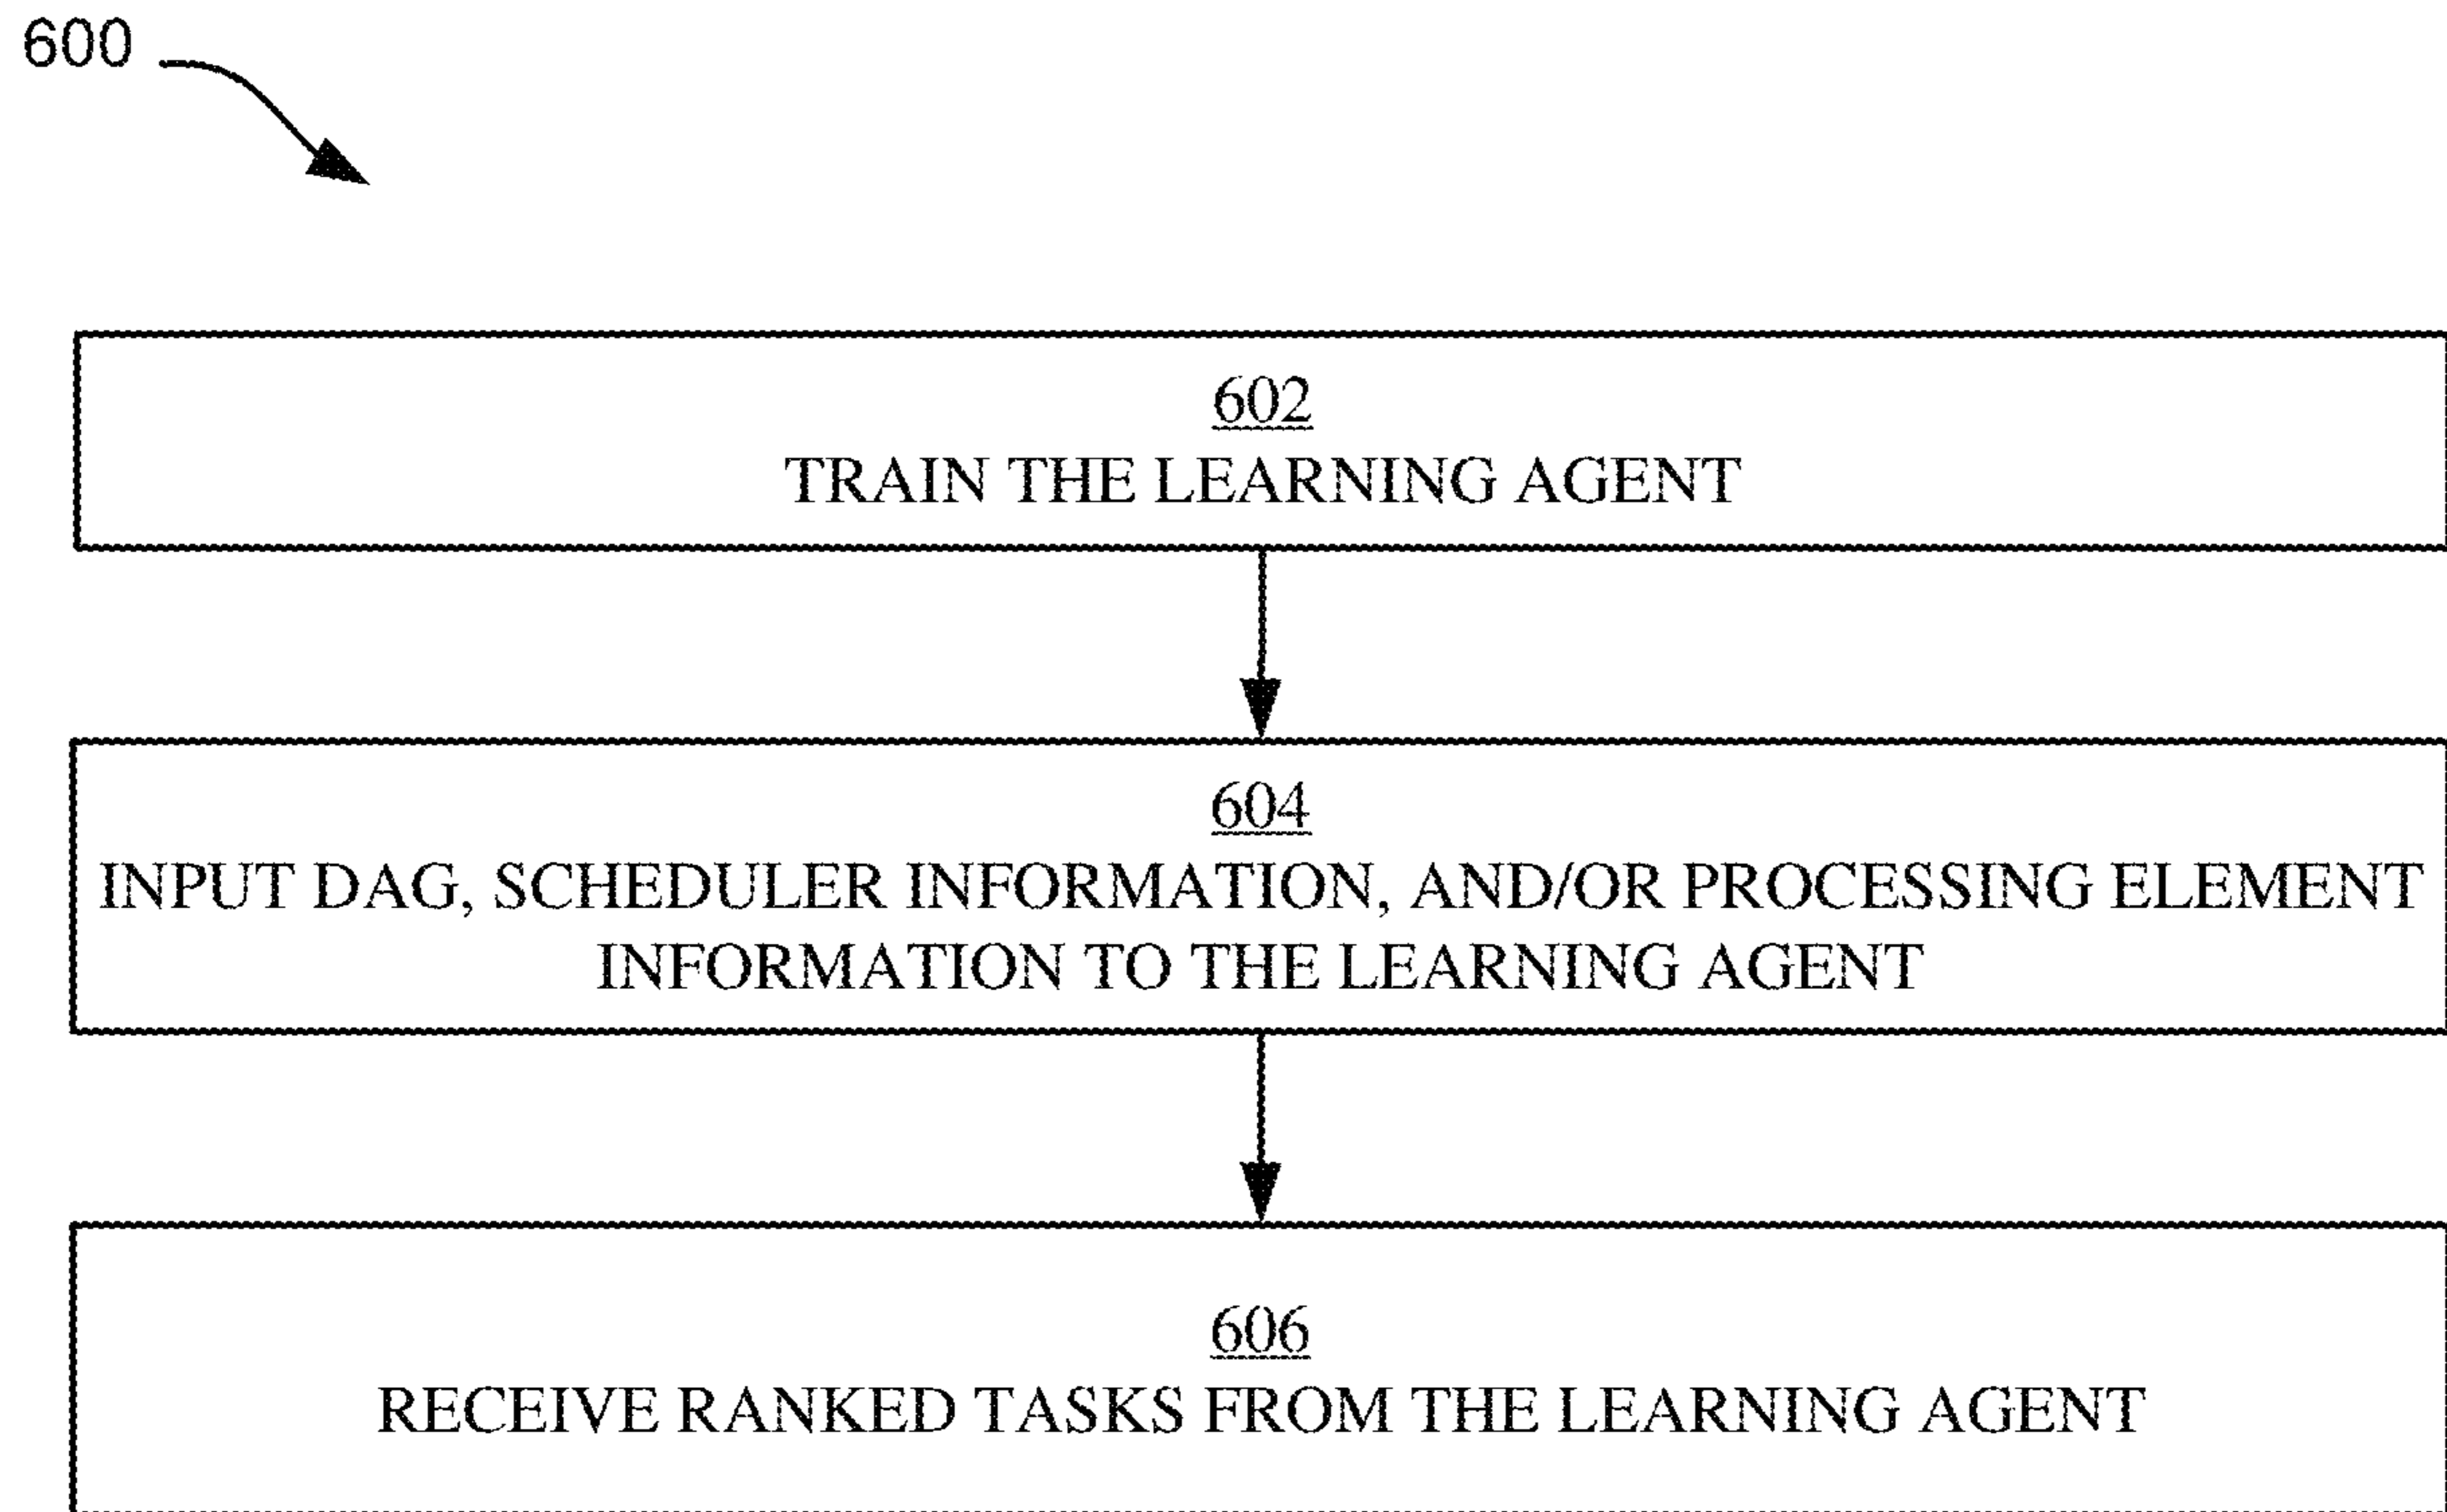 600
602
TRAIN THE LEARNING AGENT
604
INPUT DAG, SCHEDULER INFORMATION, AND/OR PROCESSING ELEMENT
INFORMATION TO THE LEARNING AGENT
606
RECEIVE RANKED TASKS FROM THE LEARNING AGENT